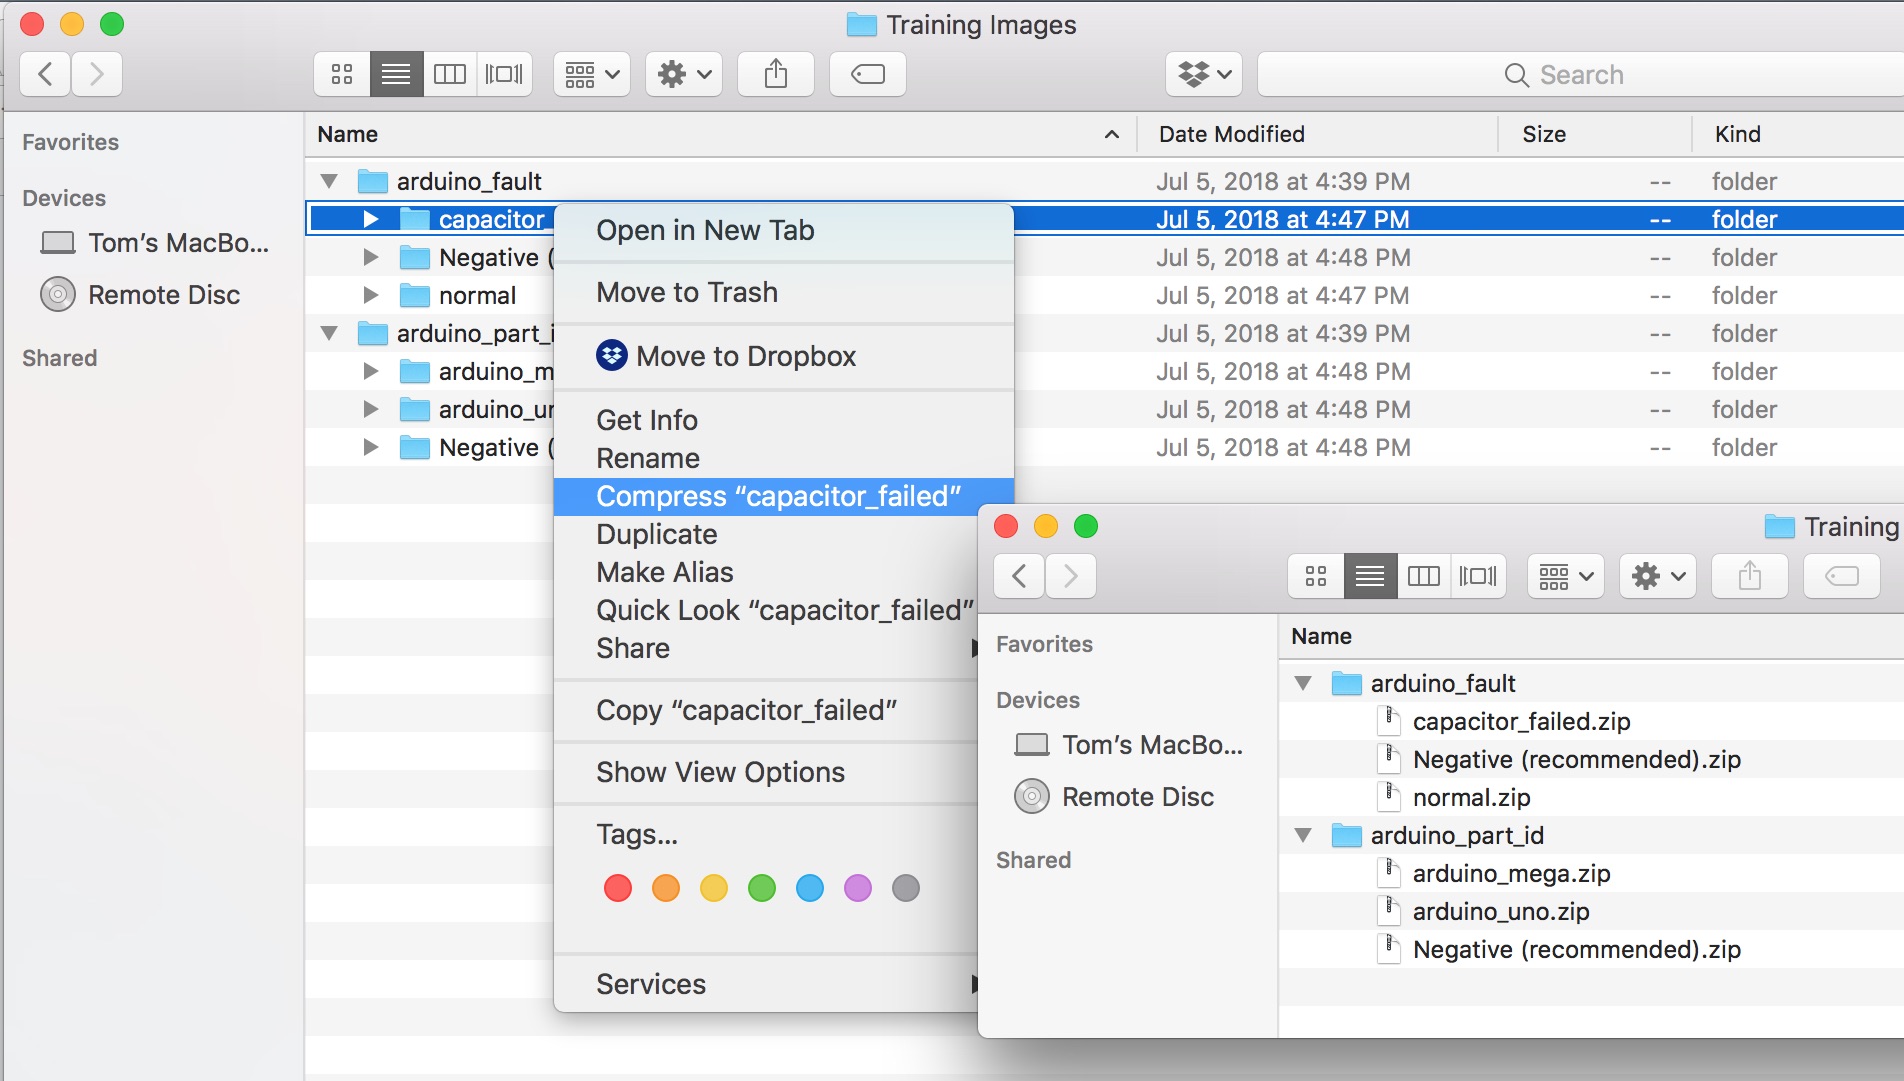 Training Images
Search
Favorites
Devices
Tom’s MacBo...
Remote Disc
Shared
Name Date Modified Size Kind
arduino_fault Jul 5, 2018 at 4:39 PM -- folder
capacitor_ Jul 5, 2018 at 4:47 PM -- folder
Negative ( Jul 5, 2018 at 4:48 PM -- folder
normal Jul 5, 2018 at 4:47 PM -- folder
arduino_part_i Jul 5, 2018 at 4:39 PM -- folder
arduino_m Jul 5, 2018 at 4:48 PM -- folder
arduino_un Jul 5, 2018 at 4:48 PM -- folder
Negative ( Jul 5, 2018 at 4:48 PM -- folder
Open in New Tab
Move to Trash
Move to Dropbox
Get Info
Rename
Compress “capacitor_failed”
Duplicate
Make Alias
Quick Look “capacitor_failed”
Share
Copy “capacitor_failed”
Show View Options
Tags...
Services
Training
Favorites
Devices
Tom’s MacBo...
Remote Disc
Shared
Name
arduino_fault
capacitor_failed.zip
Negative (recommended).zip
normal.zip
arduino_part_id
arduino_mega.zip
arduino_uno.zip
Negative (recommended).zip